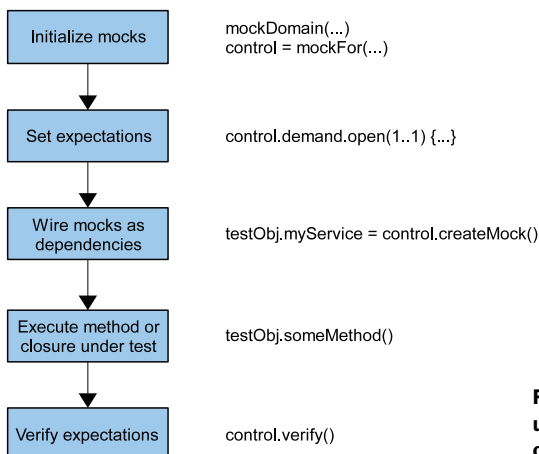 Initialize mocks
mockDomain(...)
control = mockFor(...)
Set expectations
control.demand.open(1..1) {...}
Wire mocks as
dependencies
testObj.myService = control.createMock()
Execute method or
closure under test
testObj.someMethod()
Verify expectations
control.verify()